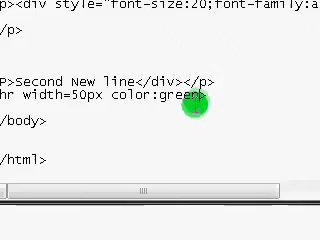 p><div style="font-size:20;font-family:a
/p>
P>Second New line</div></p>
hr width=50px color:green>
/body>
/html>